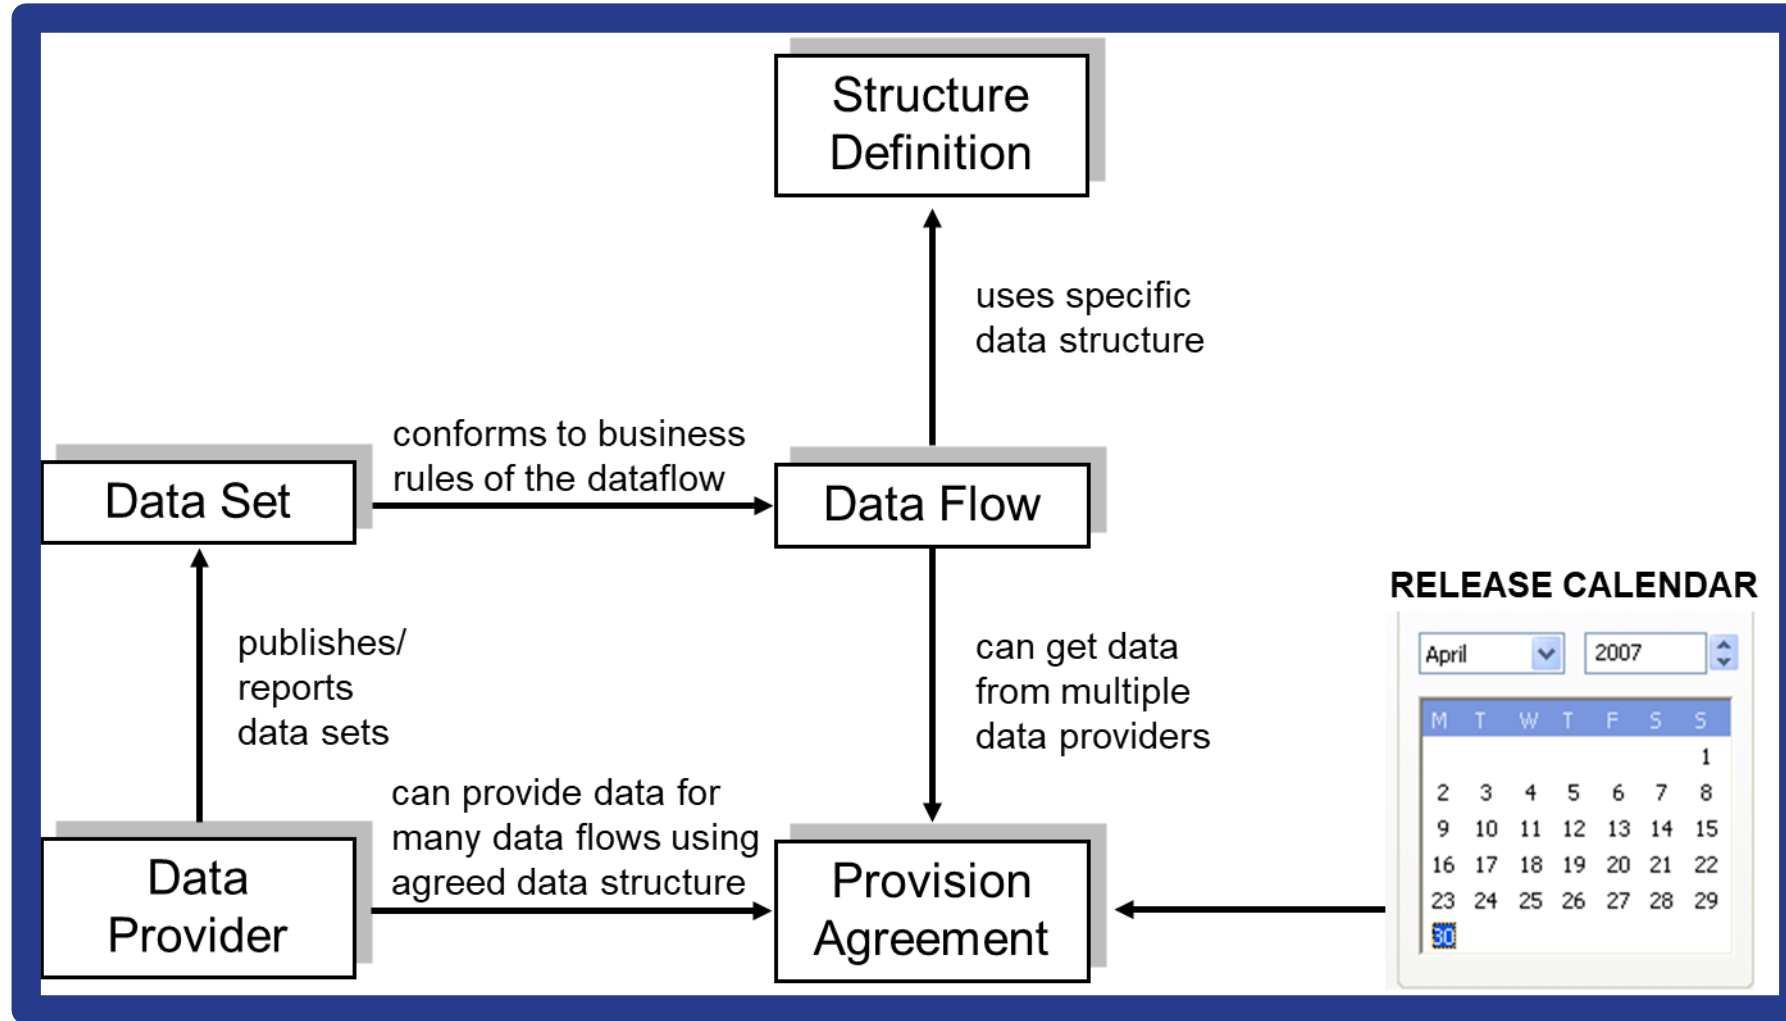 Structure
Definition
uses specific
data structure
conforms to business
rules of the dataflow
Data Set
Data Flow
RELEASE CALENDAR
publishes/
reports
data sets
can get data
from multiple
data providers
April 2007
M T W T F S S
1
2 3 4 5 6 7 8
9 10 11 12 13 14 15
16 17 18 19 20 21 22
23 24 25 26 27 28 29
30
can provide data for
many data flows using
agreed data structure
Data
Provider
Provision
Agreement